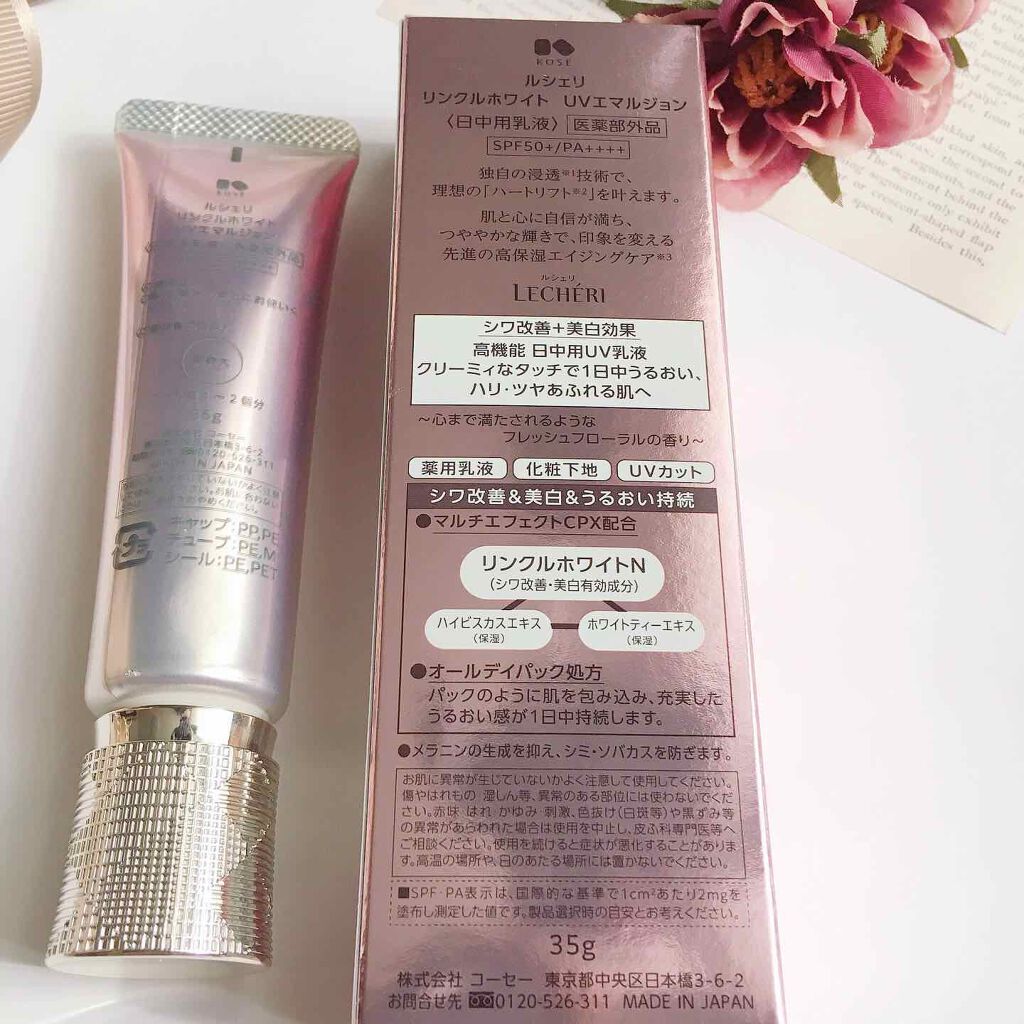 KOSÉ
ルシェリ
リンクルホワイト UVエマルジョン
〈日中用乳液〉 医薬部外品
SPF50+/PA++++
独自の浸透※1技術で、
理想の「ハートリフト※2」を叶えます。
肌と心に自信が満ち、
つややかな輝きで、印象を変える
先進の高保湿エイジングケア※3
ルシェリ
LECHÉRI
シワ改善+美白効果
高機能 日中用UV乳液
クリーミィなタッチで1日中うるおい、
ハリ・ツヤあふれる肌へ
～心まで満たされるような
フレッシュフローラルの香り～
薬用乳液 化粧下地 UVカット
シワ改善&美白&うるおい持続
●マルチエフェクトCPX配合
リンクルホワイトN
(シワ改善・美白有効成分)
ハイビスカスエキス
(保湿)
ホワイトティーエキス
(保湿)
●オールデイパック処方
パックのように肌を包み込み、充実した
うるおい感が1日中持続します。
●メラニンの生成を抑え、シミ・ソバカスを防ぎます。
お肌に異常が生じていないかよく注意して使用してください。
傷やはれもの・湿しん等、異常のある部位には使わないでくだ
さい。赤味・はれ・かゆみ・刺激、色抜け(白斑等)や黒ずみ等
の異常があらわれた場合は使用を中止し、皮ふ科専門医等へ
ご相談ください。使用を続けると症状が悪化することがありま
す。高温の場所や、日のあたる場所には置かないでください。
■SPF・PA表示は、国際的な基準で1cm²あたり2mgを
塗布し測定した値です。製品選択時の目安とお考えください。
35g
株式会社 コーセー 東京都中央区日本橋3-6-2
お問合せ先 0120-526-311 MADE IN JAPAN
KOSÉ
ルシェリ
リンクルホワイト
～2個分
35g
コーセー
日本橋3-6-2
0120-526-311
IN JAPAN
キャップ:PP,PE
チューブ:PE,M
シール:PE,PET
species.
Besides this,
crescent-shaped flap
or cortex only exhibit